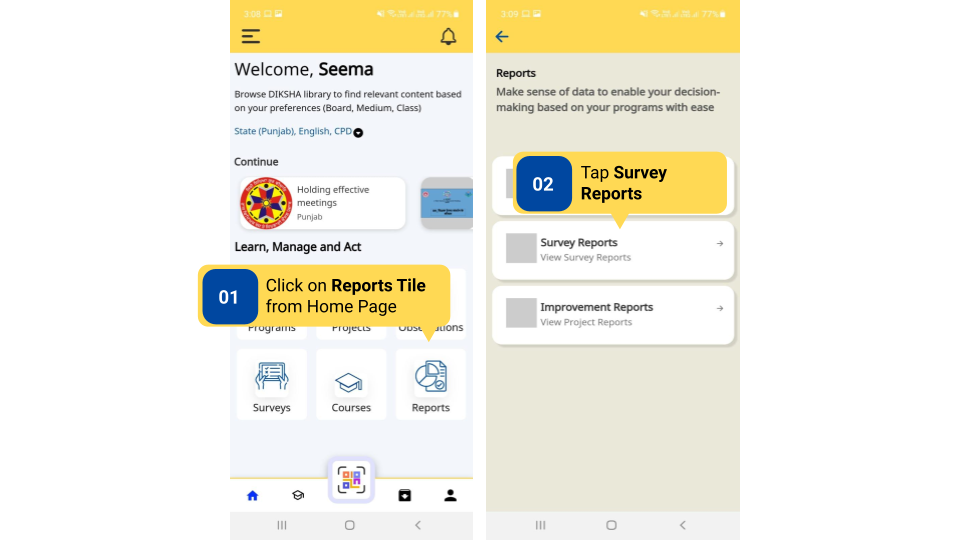 3:08
77%
Welcome, Seema
Browse DIKSHA library to find relevant content based
on your preferences (Board, Medium, Class)
State (Punjab), English, CPD
Continue
Holding effective
meetings
Punjab
Learn, Manage and Act
01
Click on Reports Tile
from Home Page
Programs
Projects
Surveys
Courses
Reports
3:09
77%
Reports
Make sense of data to enable your decision-
making based on your programs with ease
02
Tap Survey
Reports
Survey Reports
View Survey Reports
Improvement Reports
View Project Reports